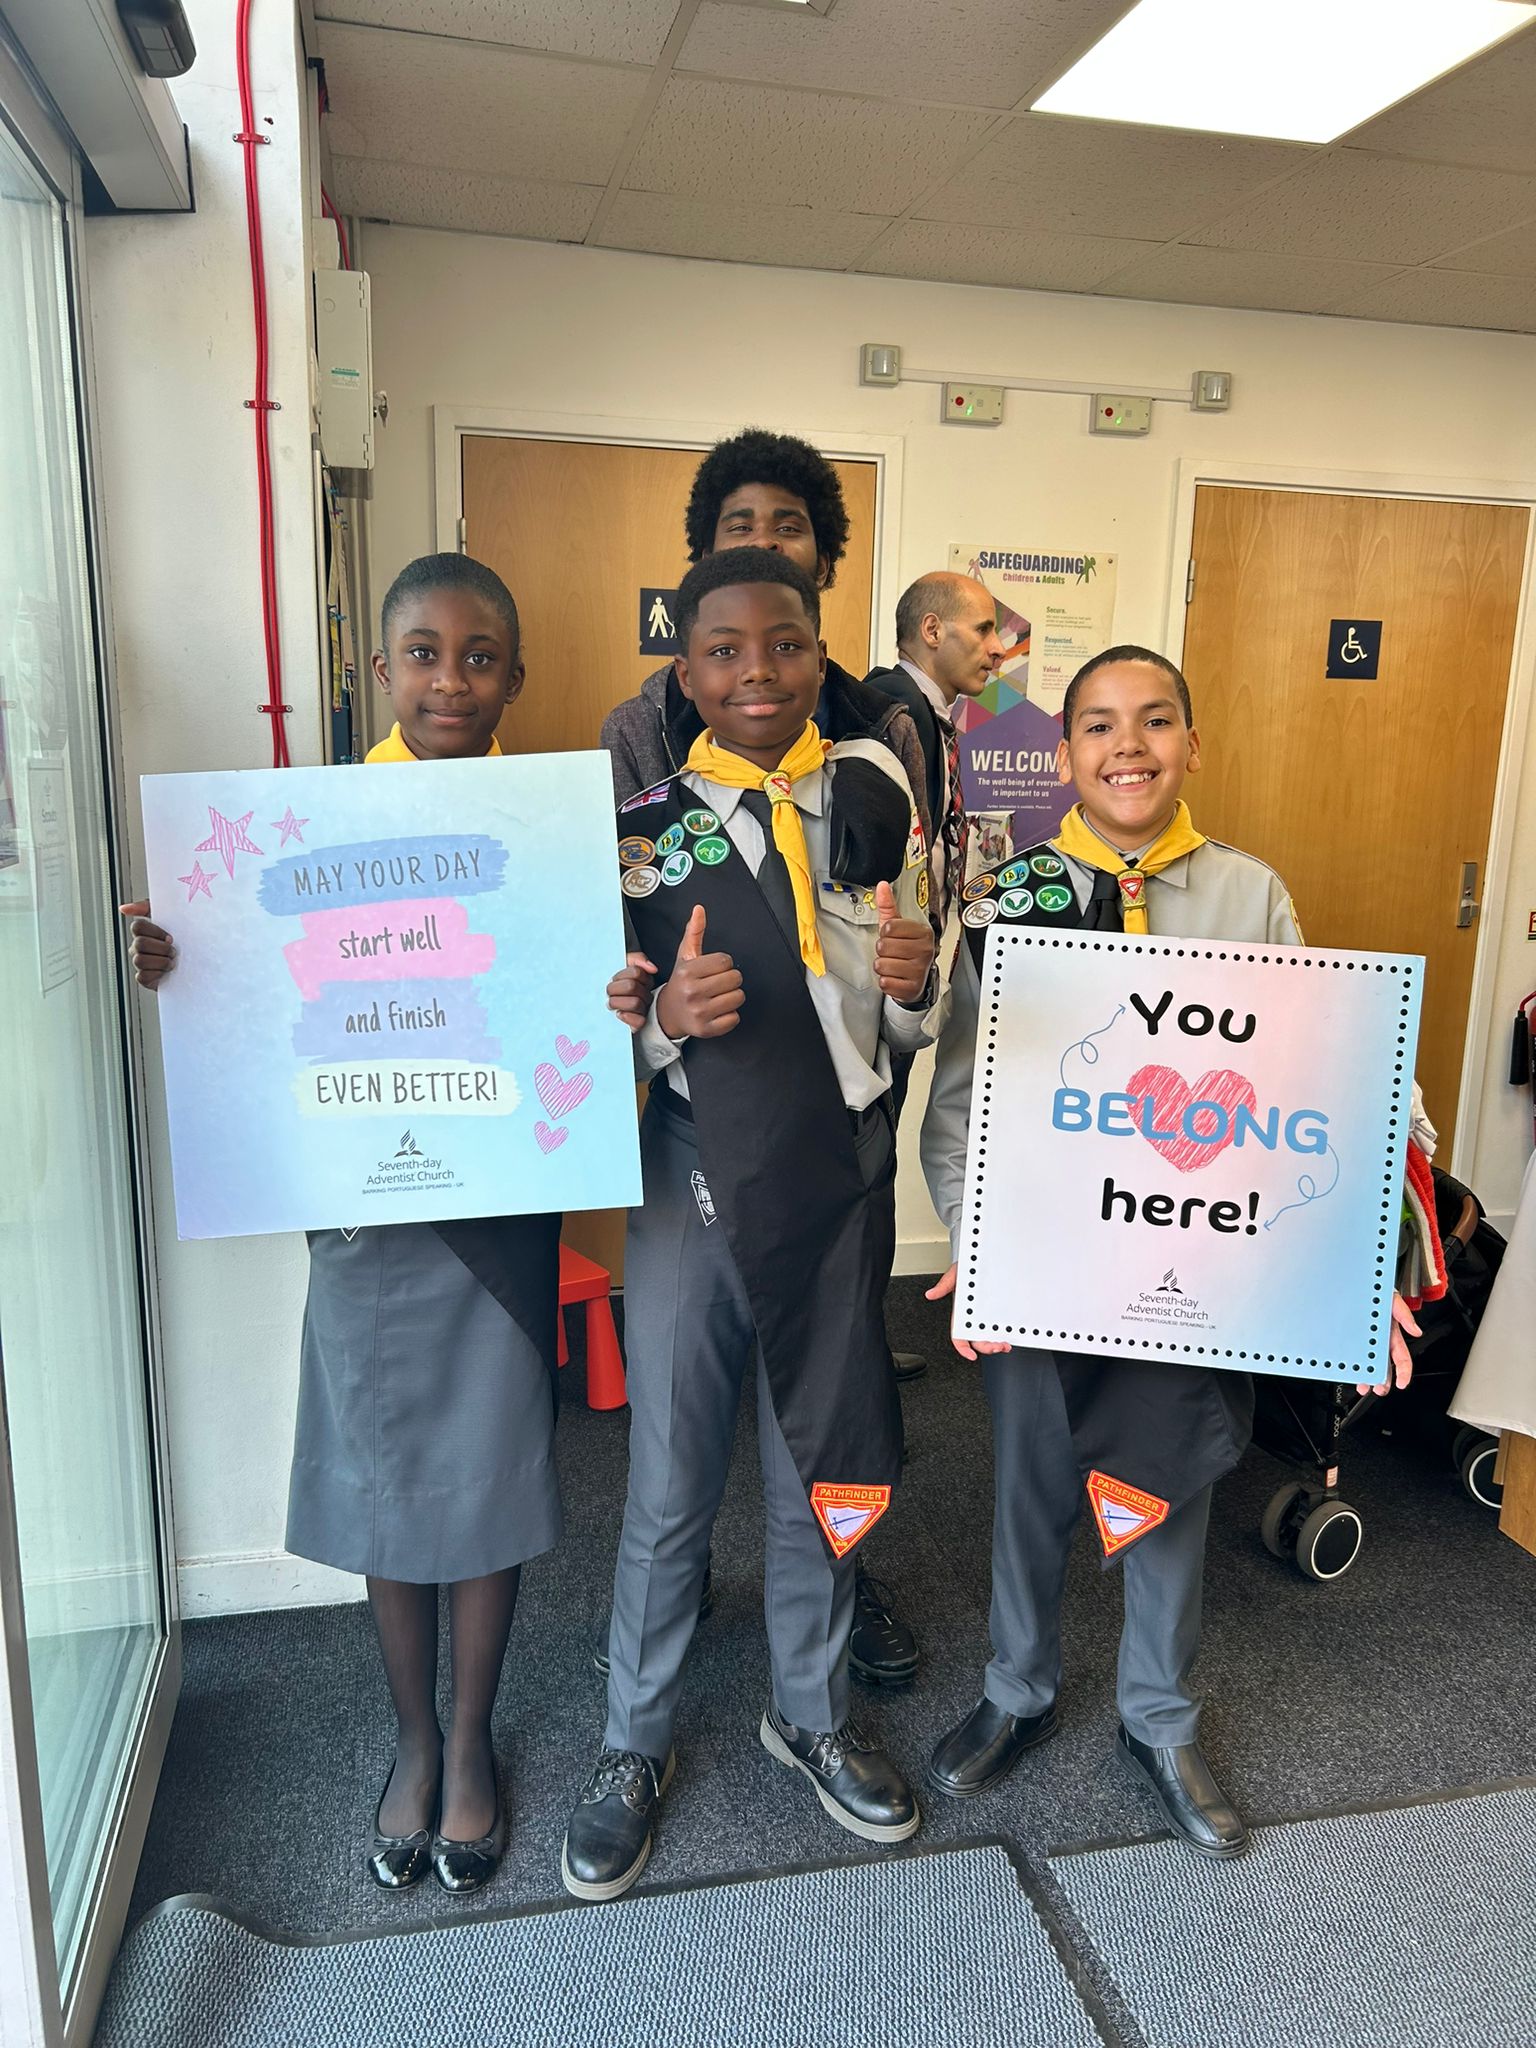 SAFEGUARDING
Children & Adults
Secure.
Respected.
Valued.
WELCOM
The well-being of everyone
is important to us
MAY YOUR DAY
start well
and finish
EVEN BETTER!
Seventh-day
Adventist Church
BARKING PORTUGUESE SPEAKING - UK
You
BELONG
here!
Seventh-day
Adventist Church
BARKING PORTUGUESE SPEAKING - UK
PATHFINDER
CLUB
PATHFINDER
CLUB